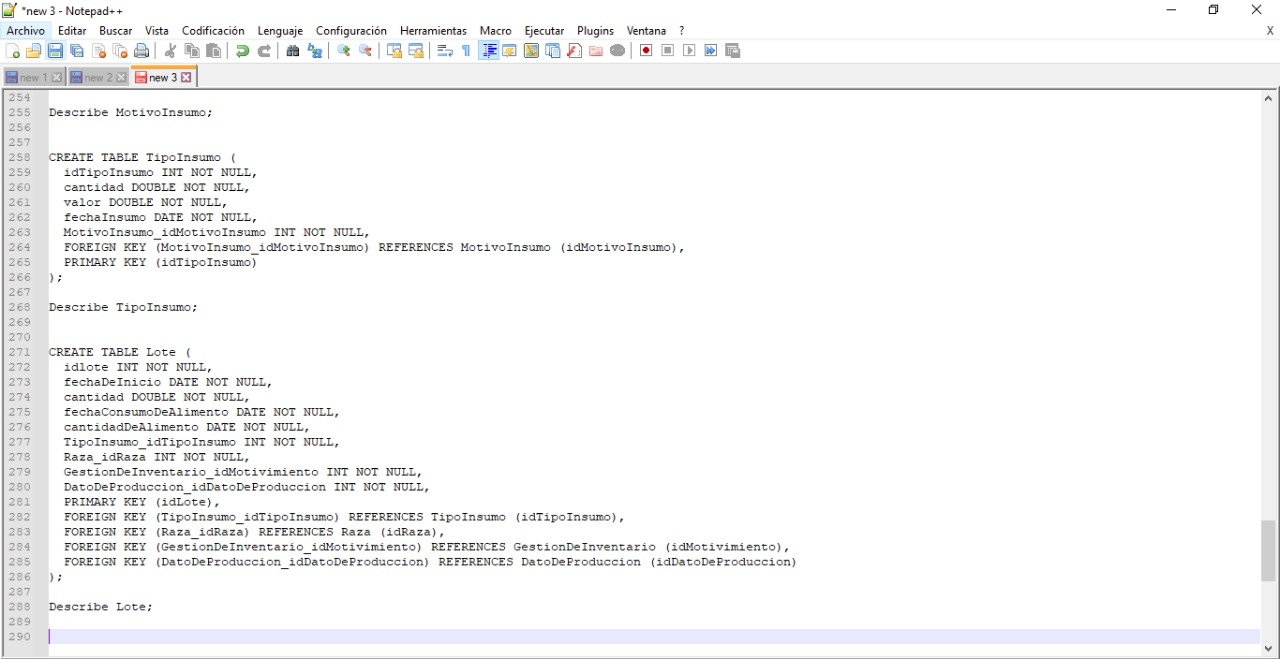 *new 3 - Notepad++
Archivo Editar Buscar Vista Codificación Lenguaje Configuración Herramientas Macro Ejecutar Plugins Ventana ? X
new 1 new 2 new 3
254
255 Describe MotivoInsumo;
256
257
258 CREATE TABLE TipoInsumo (
259 idTipoInsumo INT NOT NULL,
260 cantidad DOUBLE NOT NULL,
261 valor DOUBLE NOT NULL,
262 fechaInsumo DATE NOT NULL,
263 MotivoInsumo_idMotivoInsumo INT NOT NULL,
264 FOREIGN KEY (MotivoInsumo_idMotivoInsumo) REFERENCES MotivoInsumo (idMotivoInsumo),
265 PRIMARY KEY (idTipoInsumo)
266 );
267
268 Describe TipoInsumo;
269
270
271 CREATE TABLE Lote (
272 idlote INT NOT NULL,
273 fechaDeInicio DATE NOT NULL,
274 cantidad DOUBLE NOT NULL,
275 fechaConsumoDeAlimento DATE NOT NULL,
276 cantidadDeAlimento DATE NOT NULL,
277 TipoInsumo_idTipoInsumo INT NOT NULL,
278 Raza_idRaza INT NOT NULL,
279 GestionDeInventario_idMotivimiento INT NOT NULL,
280 DatoDeProduccion_idDatoDeProduccion INT NOT NULL,
281 PRIMARY KEY (idLote),
282 FOREIGN KEY (TipoInsumo_idTipoInsumo) REFERENCES TipoInsumo (idTipoInsumo),
283 FOREIGN KEY (Raza_idRaza) REFERENCES Raza (idRaza),
284 FOREIGN KEY (GestionDeInventario_idMotivimiento) REFERENCES GestionDeInventario (idMotivimiento),
285 FOREIGN KEY (DatoDeProduccion_idDatoDeProduccion) REFERENCES DatoDeProduccion (idDatoDeProduccion)
286 );
287
288 Describe Lote;
289
290